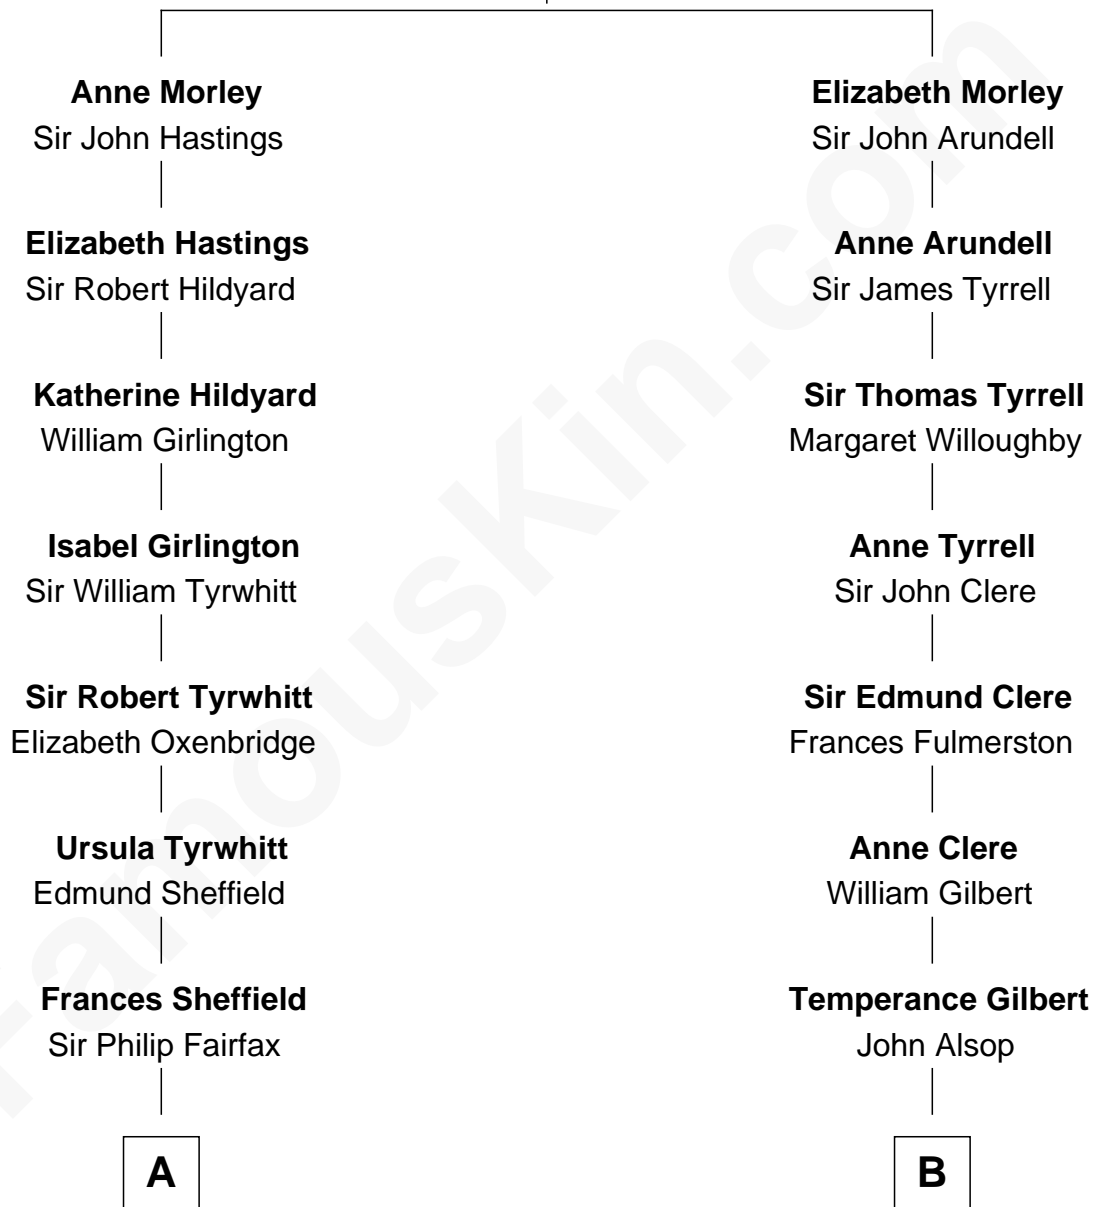 Anne Morley
Sir John Hastings
Elizabeth Hastings
Sir Robert Hildyard
Katherine Hildyard
William Girlington
Isabel Girlington
Sir William Tyrwhitt
Sir Robert Tyrwhitt
Elizabeth Oxenbridge
Ursula Tyrwhitt
Edmund Sheffield
Frances Sheffield
Sir Philip Fairfax
A
Elizabeth Morley
Sir John Arundell
Anne Arundell
Sir James Tyrrell
Sir Thomas Tyrrell
Margaret Willoughby
Anne Tyrrell
Sir John Clere
Sir Edmund Clere
Frances Fulmerston
Anne Clere
William Gilbert
Temperance Gilbert
John Alsop
B
FamousKin.com